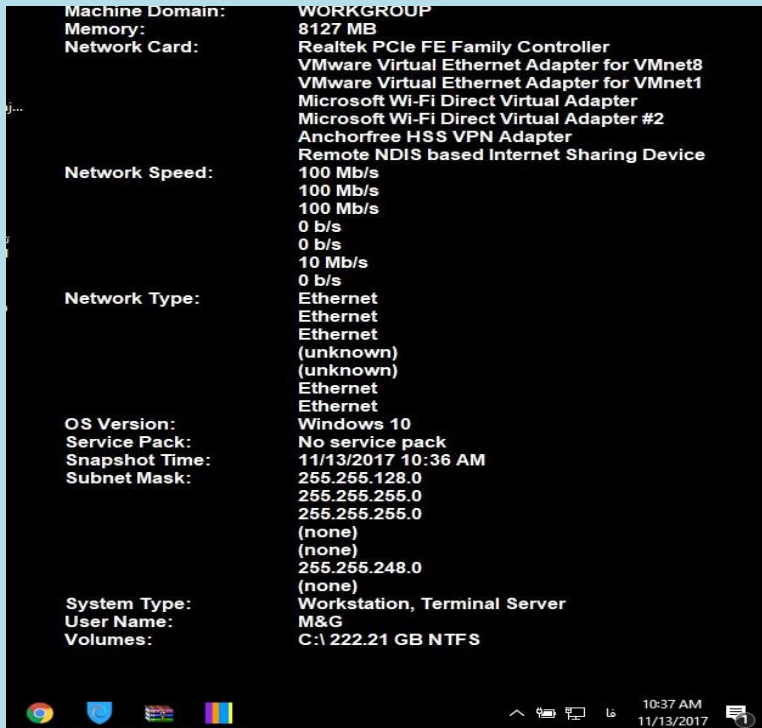 Machine Domain: WORKGROUP
Memory: 8127 MB
Network Card: Realtek PCIe FE Family Controller
VMware Virtual Ethernet Adapter for VMnet8
VMware Virtual Ethernet Adapter for VMnet1
Microsoft Wi-Fi Direct Virtual Adapter
Microsoft Wi-Fi Direct Virtual Adapter #2
Anchorfree HSS VPN Adapter
Remote NDIS based Internet Sharing Device
Network Speed: 100 Mb/s
100 Mb/s
100 Mb/s
0 b/s
0 b/s
10 Mb/s
0 b/s
Network Type: Ethernet
Ethernet
Ethernet
(unknown)
(unknown)
Ethernet
Ethernet
OS Version: Windows 10
Service Pack: No service pack
Snapshot Time: 11/13/2017 10:36 AM
Subnet Mask: 255.255.128.0
255.255.255.0
255.255.255.0
(none)
(none)
255.255.248.0
(none)
System Type: Workstation, Terminal Server
User Name: M&G
Volumes: C:\ 222.21 GB NTFS
فا
10:37 AM
11/13/2017
1